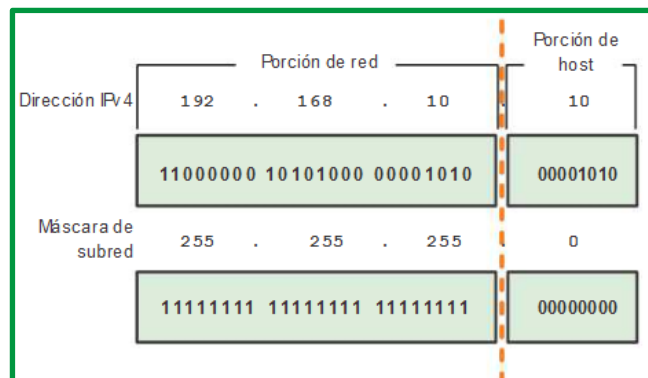 Porción de red
Porción de
host
Dirección IPv4 192 . 168 . 10 . 10
11000000 10101000 00001010 00001010
Máscara de
subred
255 . 255 . 255 . 0
11111111 11111111 11111111 00000000